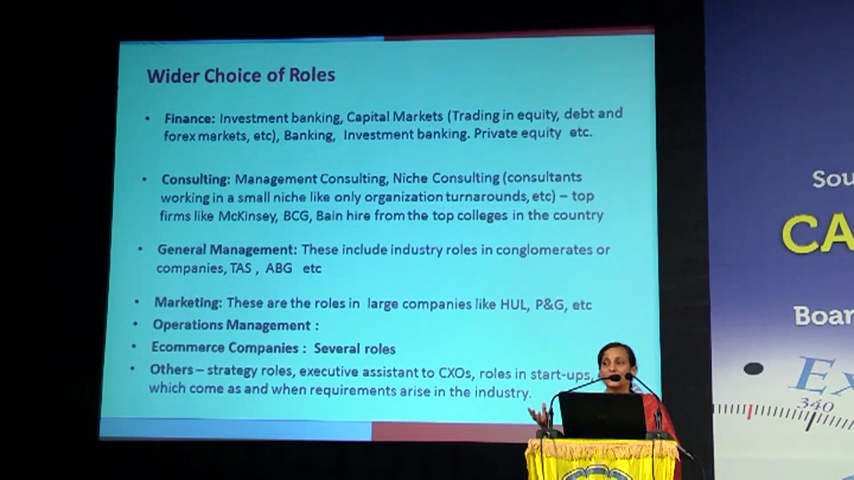 Wider Choice of Roles
• Finance: Investment banking, Capital Markets (Trading in equity, debt and
forex markets, etc), Banking, Investment banking. Private equity etc.
• Consulting: Management Consulting, Niche Consulting (consultants
working in a small niche like only organization turnarounds, etc) – top
firms like McKinsey, BCG, Bain hire from the top colleges in the country
• General Management: These include industry roles in conglomerates or
companies, TAS , ABG etc
• Marketing: These are the roles in large companies like HUL, P&G, etc
• Operations Management :
• Ecommerce Companies : Several roles
• Others – strategy roles, executive assistant to CXOs, roles in start-ups,
which come as and when requirements arise in the industry.
Sou
CA
Boar
Ex
340